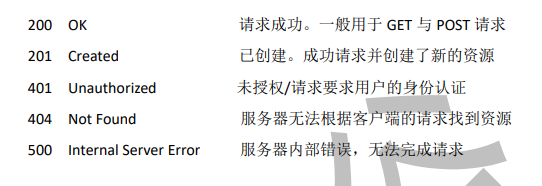 200 OK 请求成功。一般用于 GET 与 POST 请求
201 Created 已创建。成功请求并创建了新的资源
401 Unauthorized 未授权/请求要求用户的身份认证
404 Not Found 服务器无法根据客户端的请求找到资源
500 Internal Server Error 服务器内部错误，无法完成请求